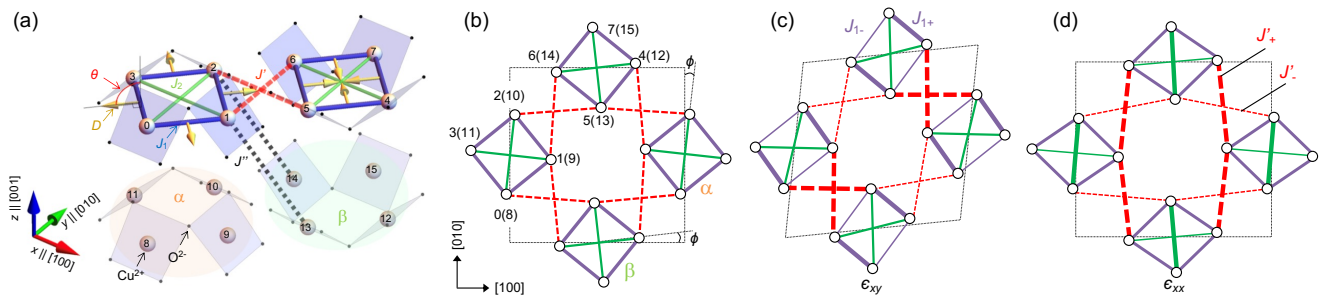 (a)
3
2
6
7
θ
J₂
J'
D
0
1
5
4
J₁
J''
14
15
α
11
10
β
13
12
8
9
z || [001]
y || [010]
x || [100]
Cu²⁺
O²⁻
(b)
7(15)
6(14)
4(12)
ϕ
2(10)
5(13)
3(11)
1(9)
α
0(8)
ϕ
β
[010]
[100]
(c)
J₁₋
J₁₊
ϵxy
(d)
J'₊
J'₋
ϵxx